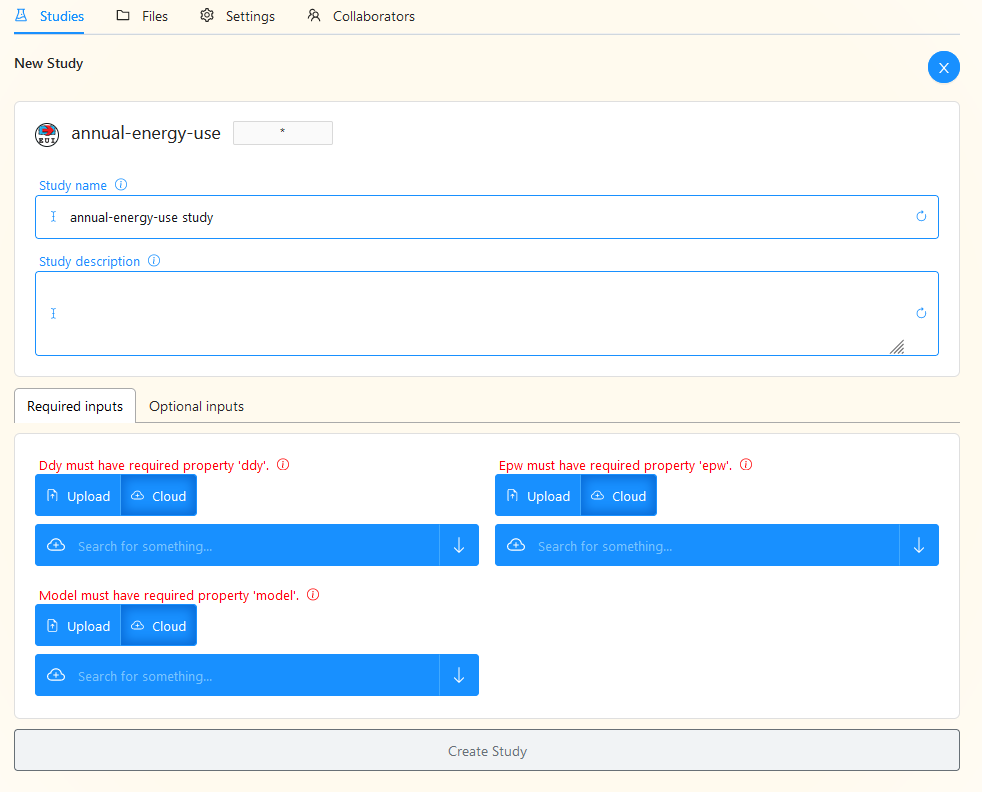 Studies Files Settings Collaborators
New Study
X
EUI annual-energy-use *
Study name
annual-energy-use study
Study description
Required inputs Optional inputs
Ddy must have required property 'ddy'. Epw must have required property 'epw'.
Upload Cloud Upload Cloud
Search for something... Search for something...
Model must have required property 'model'.
Upload Cloud
Search for something...
Create Study